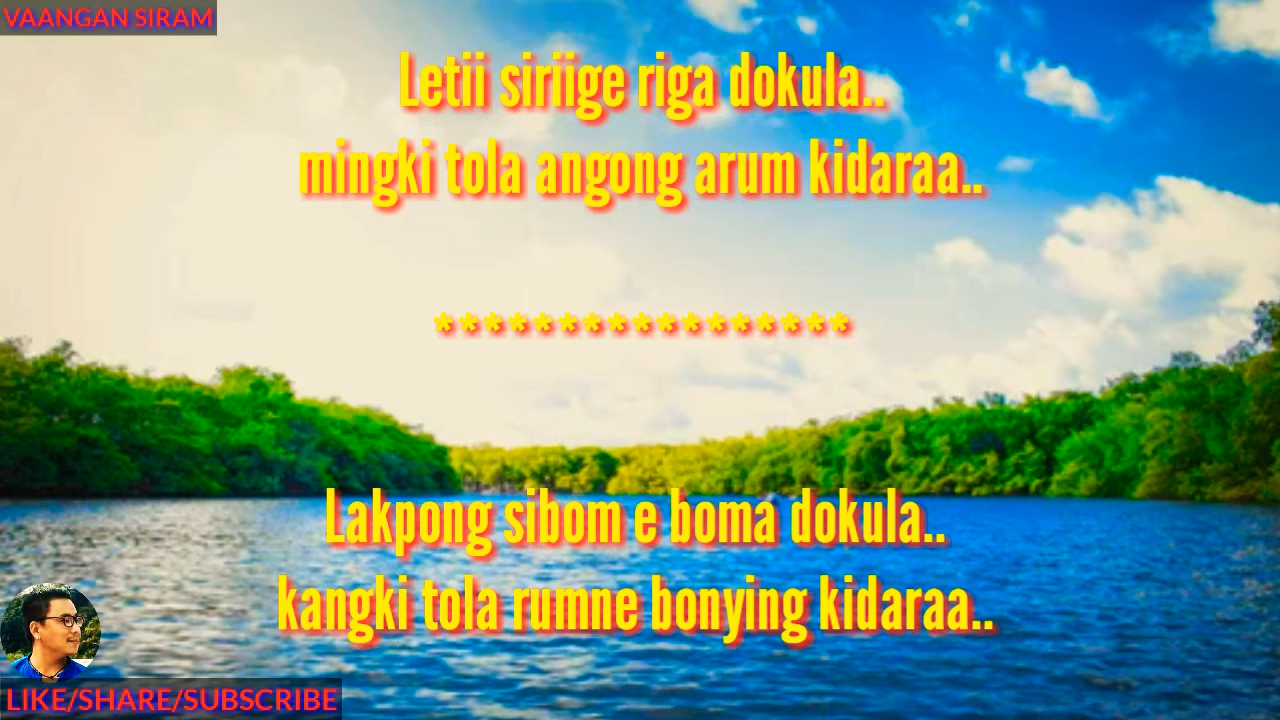 VAANGAN SIRAM
Letii siriige riga dokula..
mingki tola angong arum kidaraa..
*****************
Lakpong sibom e boma dokula..
kangki tola rumne bonying kidaraa..
LIKE/SHARE/SUBSCRIBE